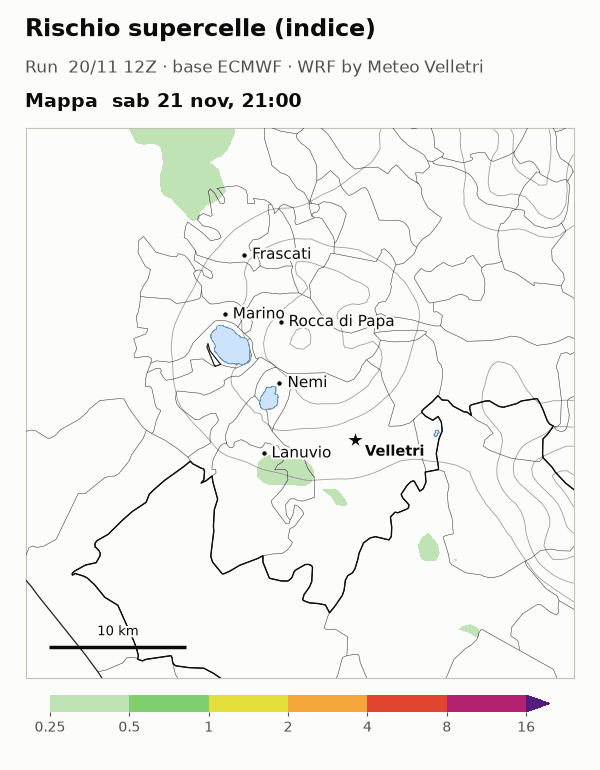 Rischio supercelle (indice)
Run  20/11 12Z · base ECMWF · WRF by Meteo Velletri
Mappa  sab 21 nov, 21:00
Frascati
Marino
Rocca di Papa
Nemi
Velletri
Lanuvio
10 km
0.25 0.5 1 2 4 8 16